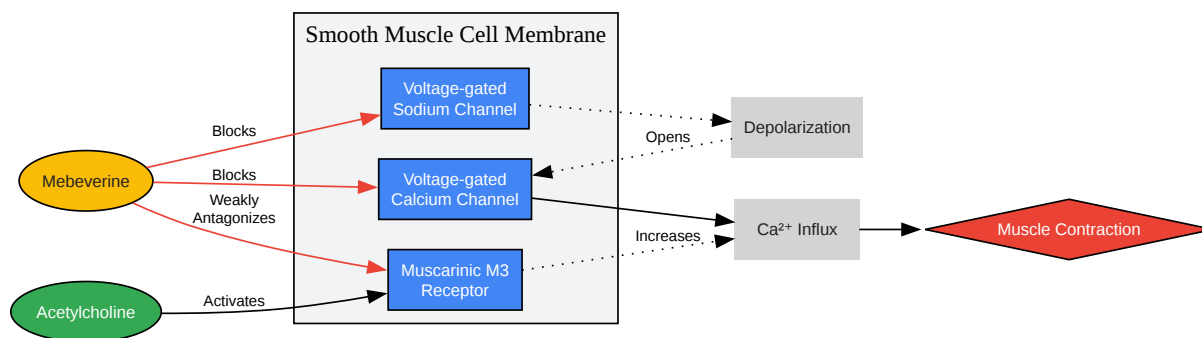 Smooth Muscle Cell Membrane
Voltage-gated
Sodium Channel
Depolarization
Blocks
Opens
Mebeverine
Blocks
Voltage-gated
Calcium Channel
Weakly
Antagonizes
Increases
Ca²⁺ Influx
Muscle Contraction
Muscarinic M3
Receptor
Acetylcholine
Activates